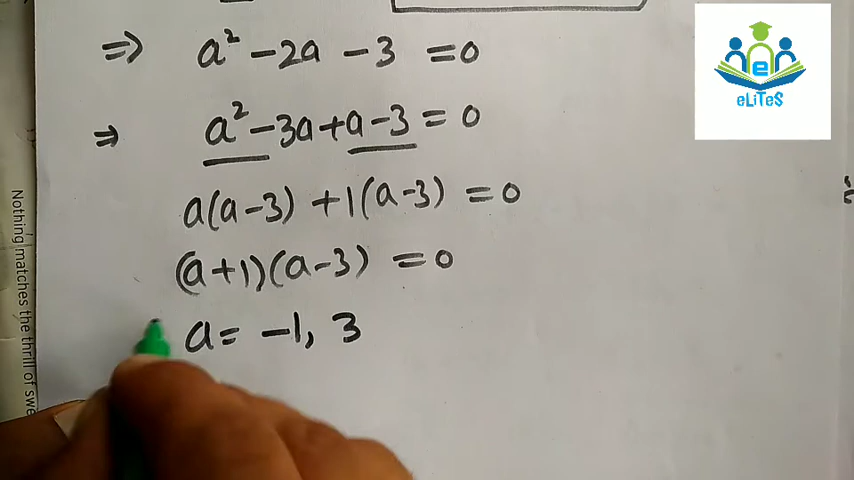 ⇒ a² - 2a - 3 = 0
⇒ a² - 3a + a - 3 = 0
a(a-3) + 1(a-3) = 0
(a+1)(a-3) = 0
a = -1, 3
e
eLiTeS
Nothing matches the thrill of swe